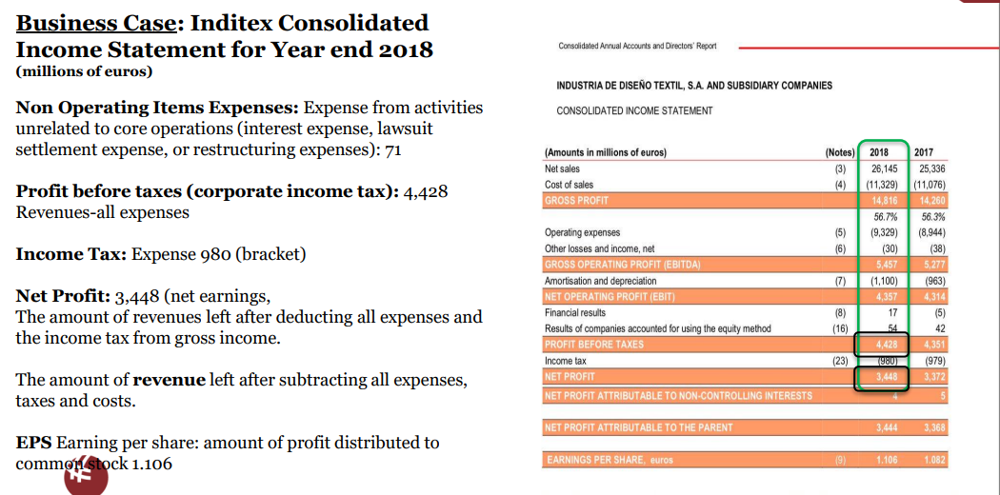 Business Case: Inditex Consolidated
Income Statement for Year end 2018
(millions of euros)
Non Operating Items Expenses: Expense from activities
unrelated to core operations (interest expense, lawsuit
settlement expense, or restructuring expenses): 71
Profit before taxes (corporate income tax): 4,428
Revenues-all expenses
Income Tax: Expense 980 (bracket)
Net Profit: 3,448 (net earnings,
The amount of revenues left after deducting all expenses and
the income tax from gross income.
The amount of revenue left after subtracting all expenses,
taxes and costs.
EPS Earning per share: amount of profit distributed to
common stock 1.106
Consolidated Annual Accounts and Directors' Report
INDUSTRIA DE DISEÑO TEXTIL, S.A. AND SUBSIDIARY COMPANIES
CONSOLIDATED INCOME STATEMENT
(Amounts in millions of euros) (Notes) 2018 2017
Net sales (3) 26,145 25,336
Cost of sales (4) (11,329) (11,076)
GROSS PROFIT 14,816 14,260
56.7% 56.3%
Operating expenses (5) (9,329) (8,944)
Other losses and income, net (6) (30) (38)
GROSS OPERATING PROFIT (EBITDA) 5,457 5,277
Amortisation and depreciation (7) (1,100) (963)
NET OPERATING PROFIT (EBIT) 4,357 4,314
Financial results (8) 17 (5)
Results of companies accounted for using the equity method (16) 54 42
PROFIT BEFORE TAXES 4,428 4,351
Income tax (23) (980) (979)
NET PROFIT 3,448 3,372
NET PROFIT ATTRIBUTABLE TO NON-CONTROLLING INTERESTS 4 5
NET PROFIT ATTRIBUTABLE TO THE PARENT 3,444 3,368
EARNINGS PER SHARE, euros (9) 1.106 1.082